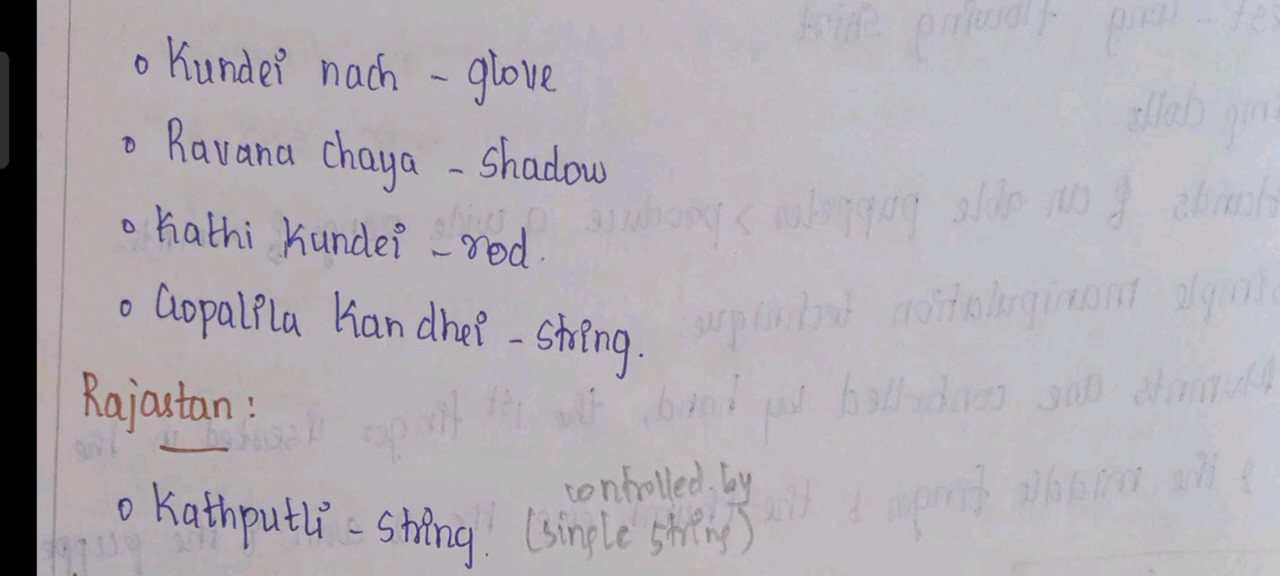 Kundei nach - glove
Ravana chaya - shadow
Kathi Kundei - rod.
Gopalila Kandhei - string.
Rajastan:
Kathputli - string. (controlled by single string)